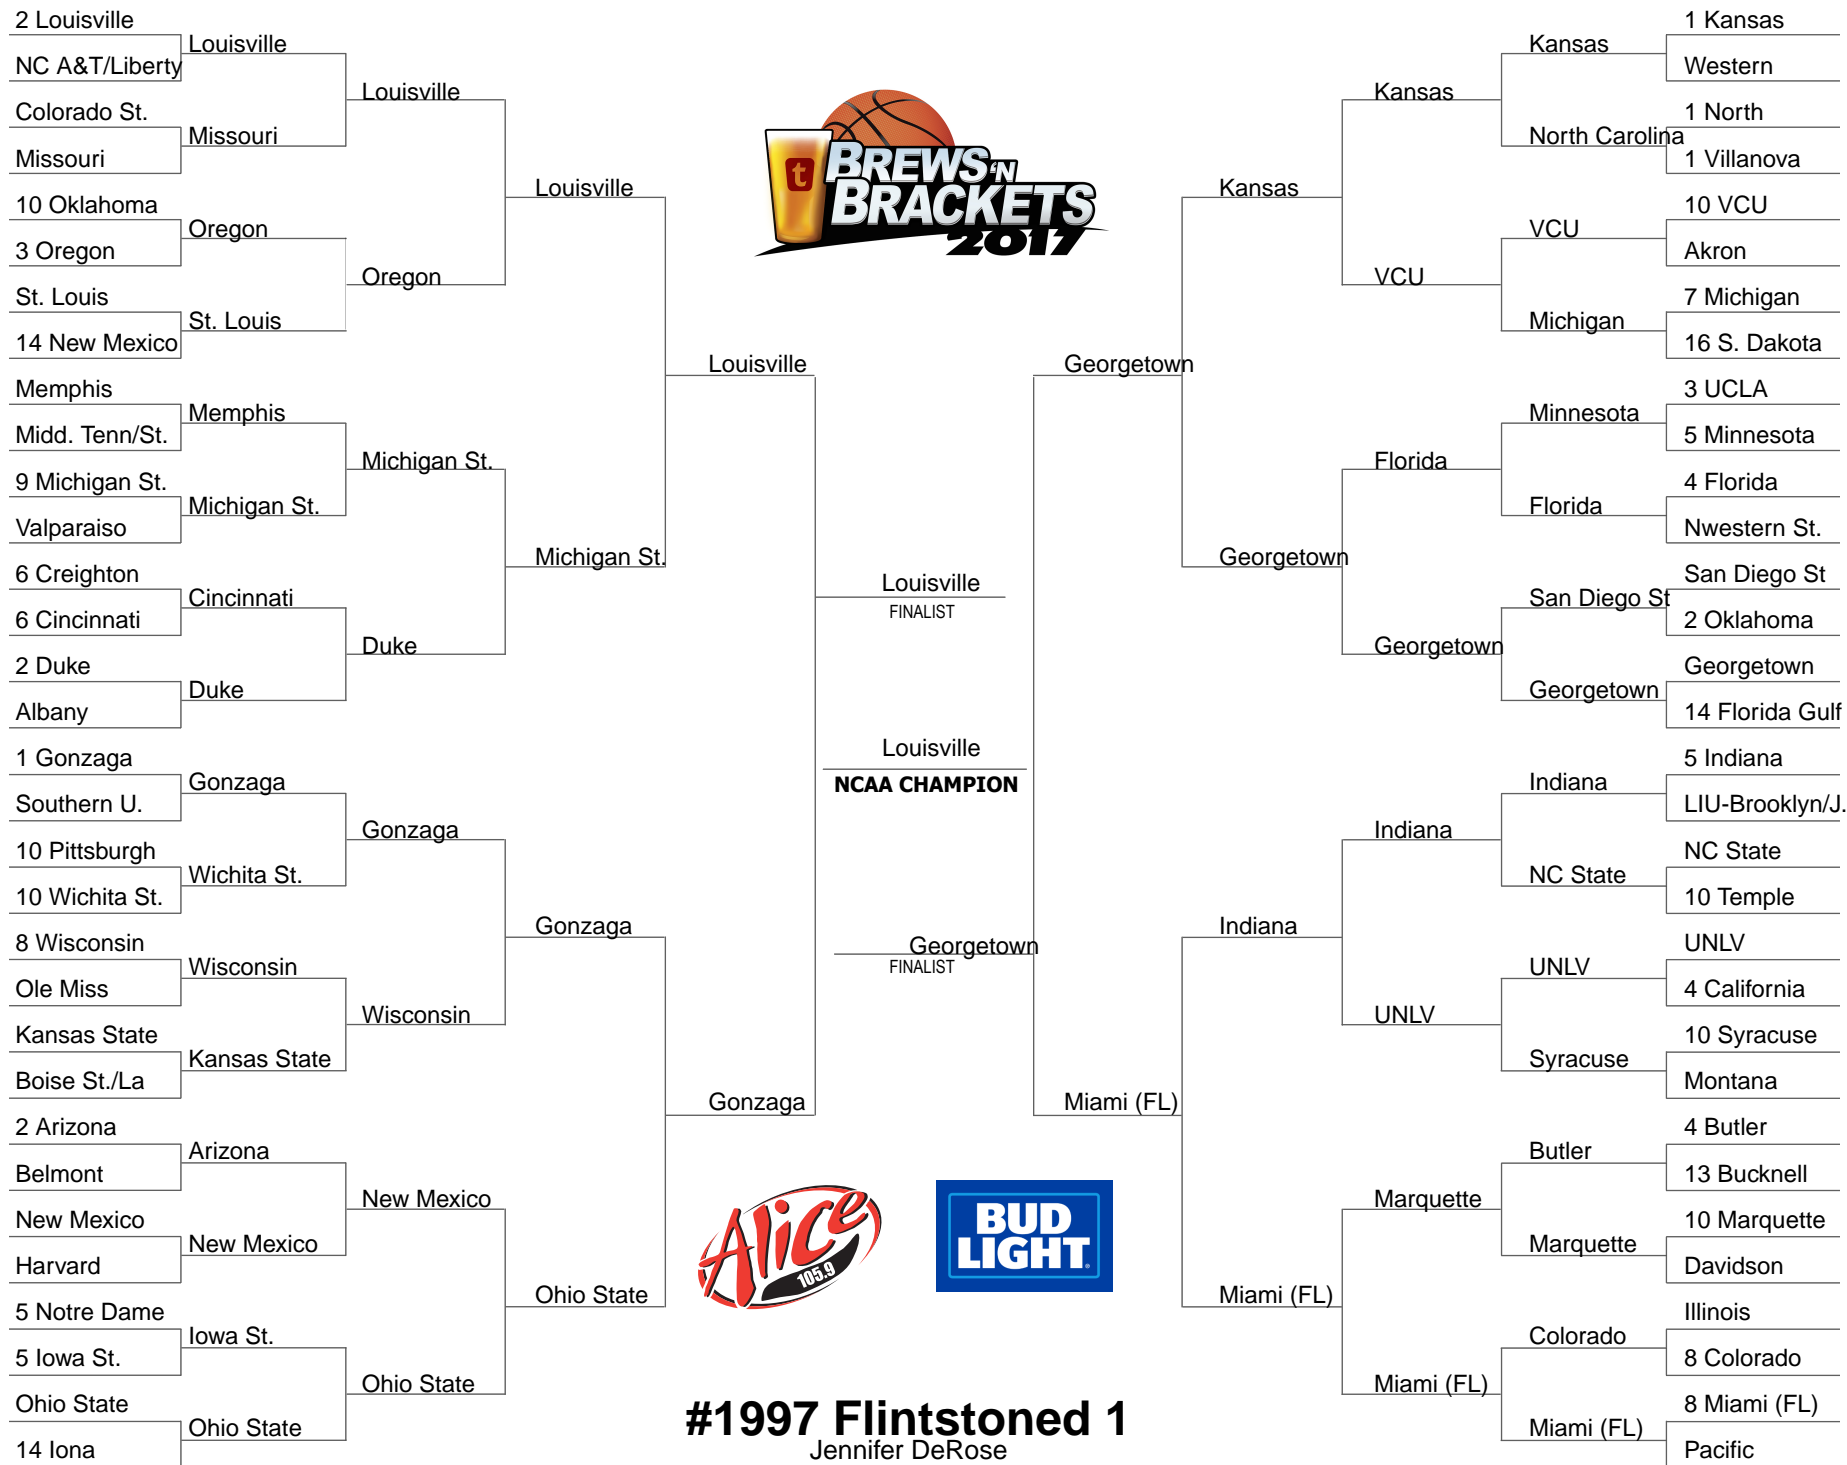 2 Louisville
NC A&T/Liberty
Colorado St.
Missouri
10 Oklahoma
3 Oregon
St. Louis
14 New Mexico
Memphis
Midd. Tenn/St.
9 Michigan St.
Valparaiso
6 Creighton
6 Cincinnati
2 Duke
Albany
1 Gonzaga
Southern U.
10 Pittsburgh
10 Wichita St.
8 Wisconsin
Ole Miss
Kansas State
Boise St./La
2 Arizona
Belmont
New Mexico
Harvard
5 Notre Dame
5 Iowa St.
Ohio State
14 Iona
Louisville
Missouri
Oregon
St. Louis
Memphis
Michigan St.
Cincinnati
Duke
Gonzaga
Wichita St.
Wisconsin
Kansas State
Arizona
New Mexico
Iowa St.
Ohio State
Louisville
Oregon
Michigan St.
Duke
Gonzaga
Wisconsin
New Mexico
Ohio State
Louisville
Michigan St.
Gonzaga
Ohio State
Louisville
Gonzaga
t
BREWS 'N
BRACKETS
2017
Louisville
FINALIST
Louisville
NCAA CHAMPION
Georgetown
FINALIST
Alice
105.9
BUD
LIGHT
#1997 Flintstoned 1
Jennifer DeRose
Georgetown
Miami (FL)
Kansas
Georgetown
Indiana
Miami (FL)
Kansas
VCU
Florida
Georgetown
Indiana
UNLV
Marquette
Miami (FL)
Kansas
North Carolina
VCU
Michigan
Minnesota
Florida
San Diego St
Georgetown
Indiana
NC State
UNLV
Syracuse
Butler
Marquette
Colorado
Miami (FL)
1 Kansas
Western
1 North
1 Villanova
10 VCU
Akron
7 Michigan
16 S. Dakota
3 UCLA
5 Minnesota
4 Florida
Nwestern St.
San Diego St
2 Oklahoma
Georgetown
14 Florida Gulf
5 Indiana
LIU-Brooklyn/J.
NC State
10 Temple
UNLV
4 California
10 Syracuse
Montana
4 Butler
13 Bucknell
10 Marquette
Davidson
Illinois
8 Colorado
8 Miami (FL)
Pacific